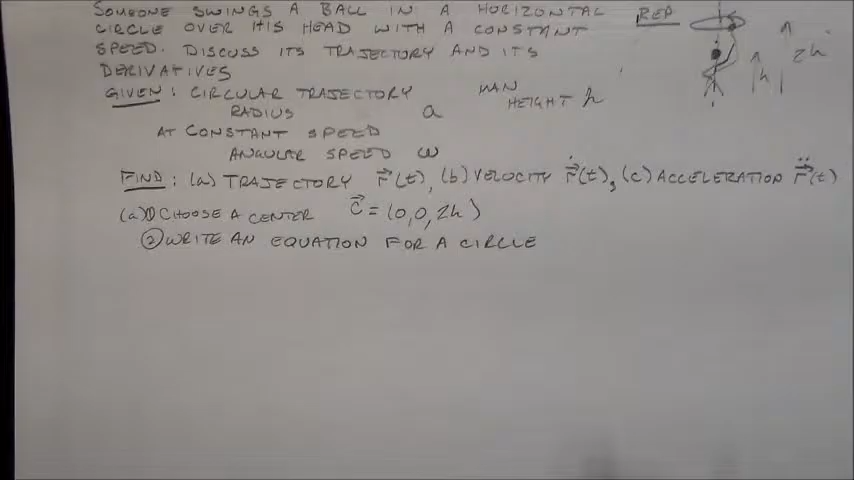 SOMEONE SWINGS A BALL IN A HORIZONTAL REP
CIRCLE OVER HIS HEAD WITH A CONSTANT
SPEED. DISCUSS ITS TRAJECTORY AND ITS 2h
DERIVATIVES h
GIVEN: CIRCULAR TRAJECTORY MAN
RADIUS a HEIGHT h
AT CONSTANT SPEED
ANGULAR SPEED ω
FIND: (a) TRAJECTORY r⃗(t), (b) VELOCITY ṙ⃗(t), (c) ACCELERATION r̈⃗(t)
(a) ① CHOOSE A CENTER C⃗ = (0,0,2h)
② WRITE AN EQUATION FOR A CIRCLE